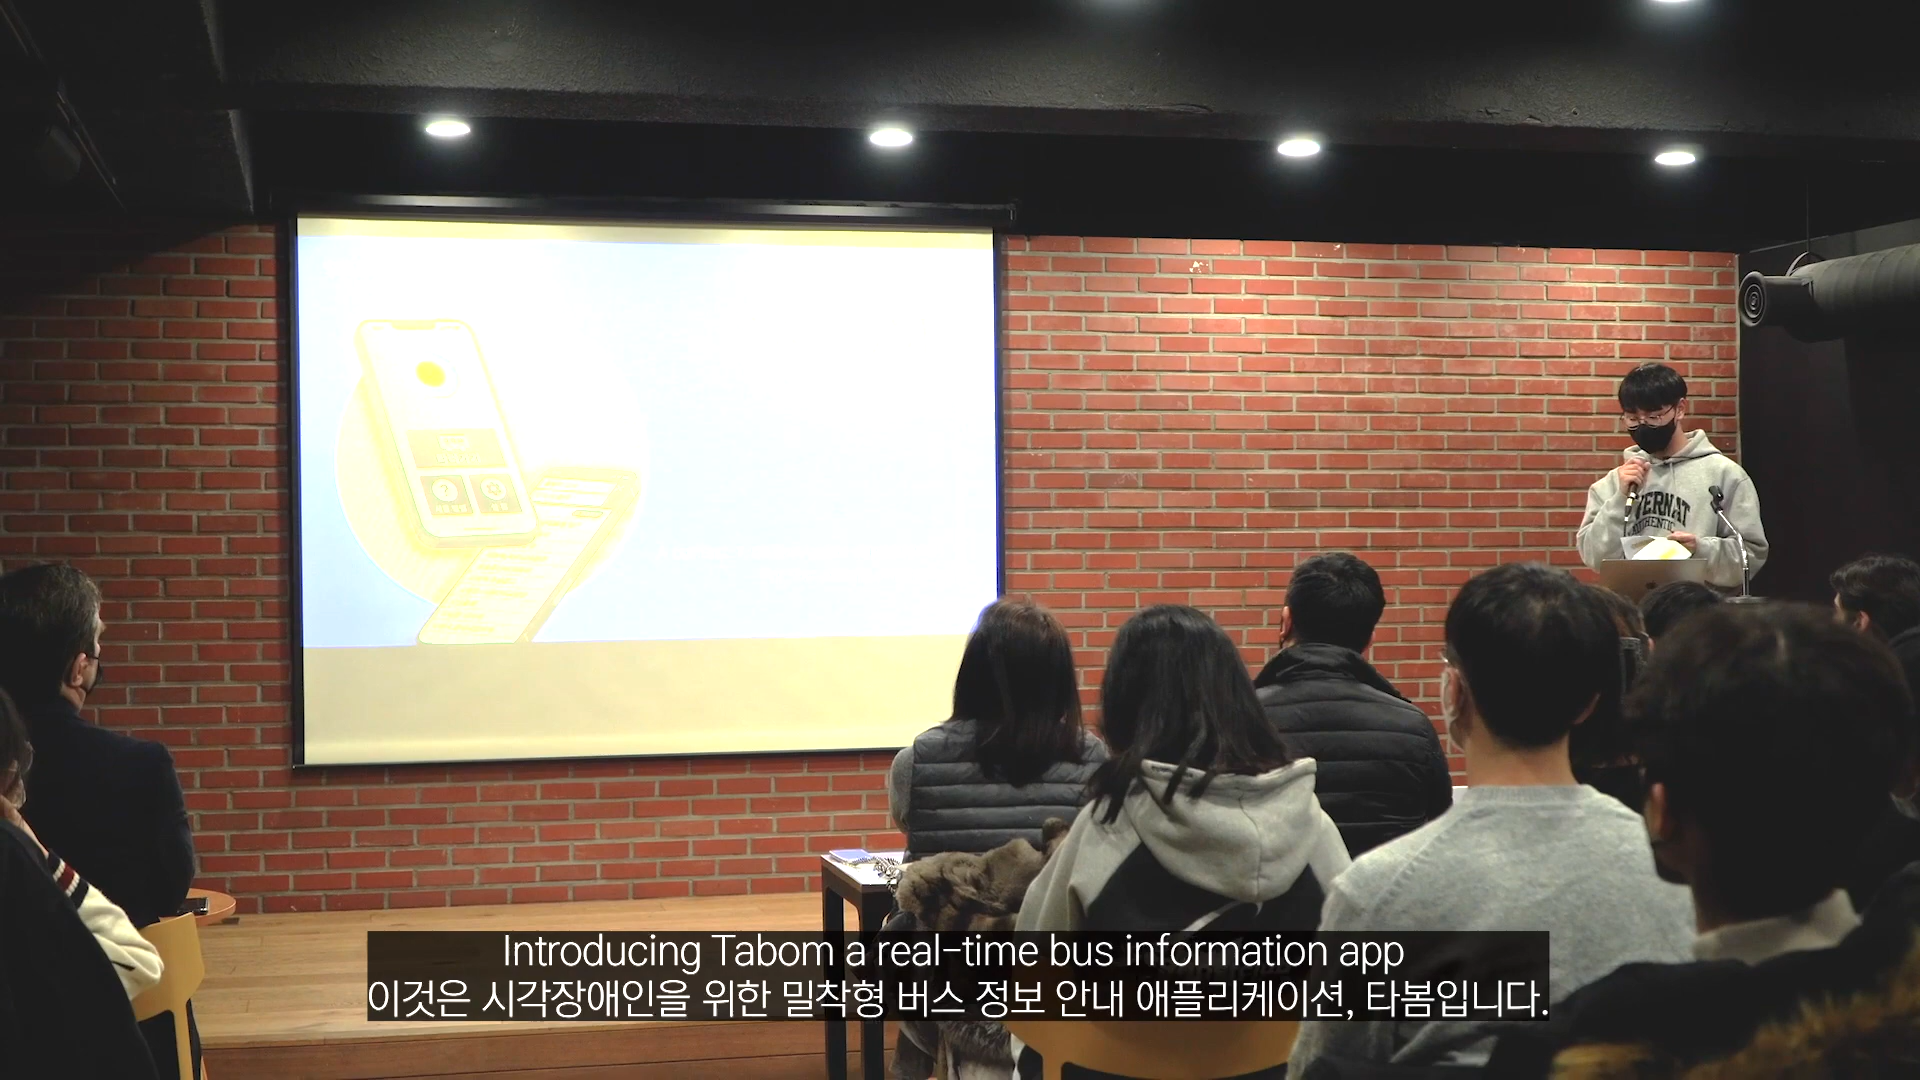 VERNAT
Introducing Tabom a real-time bus information app
이것은 시각장애인을 위한 밀착형 버스 정보 안내 애플리케이션, 타봄입니다.